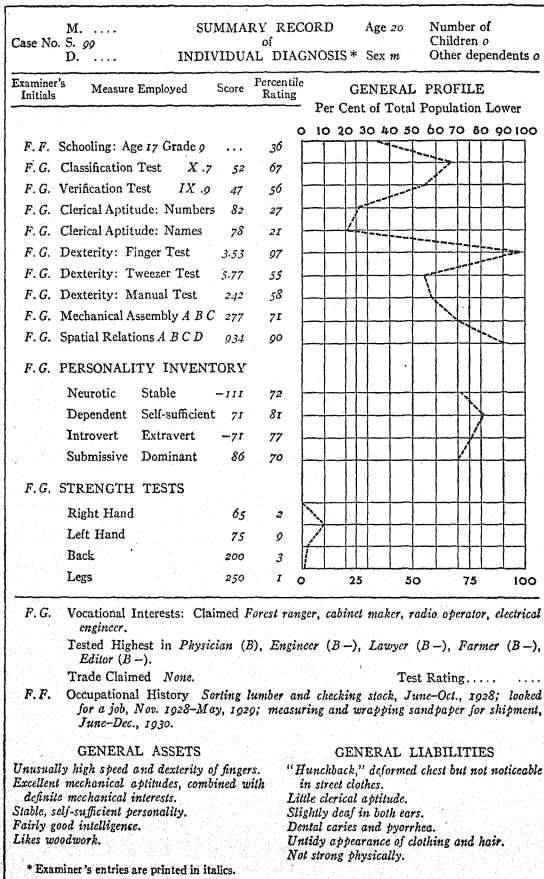 M. .... SUMMARY RECORD Age 20 Number of
Case No. S. 99 of Children 0
D. .... INDIVIDUAL DIAGNOSIS * Sex m Other dependents 0
Examiner's Initials Measure Employed Score Percentile Rating GENERAL PROFILE
Per Cent of Total Population Lower
0 10 20 30 40 50 60 70 80 90 100
F. F. Schooling: Age 17 Grade 9 ... 36
F. G. Classification Test X .7 52 67
F. G. Verification Test IX .9 47 56
F. G. Clerical Aptitude: Numbers 82 27
F. G. Clerical Aptitude: Names 78 21
F. G. Dexterity: Finger Test 3.53 97
F. G. Dexterity: Tweezer Test 5.77 55
F. G. Dexterity: Manual Test 242 58
F. G. Mechanical Assembly A B C 277 71
F. G. Spatial Relations A B C D 934 90
F. G. PERSONALITY INVENTORY
Neurotic Stable -111 72
Dependent Self-sufficient 71 81
Introvert Extravert -71 77
Submissive Dominant 86 70
F. G. STRENGTH TESTS
Right Hand 65 2
Left Hand 75 9
Back 200 3
Legs 250 1
0 25 50 75 100
F. G. Vocational Interests: Claimed Forest ranger, cabinet maker, radio operator, electrical
engineer.
Tested Highest in Physician (B), Engineer (B-), Lawyer (B-), Farmer (B-),
Editor (B-).
Trade Claimed None. Test Rating..... ....
F. F. Occupational History Sorting lumber and checking stock, June-Oct., 1928; looked
for a job, Nov. 1928-May, 1929; measuring and wrapping sandpaper for shipment,
June-Dec., 1930.
GENERAL ASSETS
Unusually high speed and dexterity of fingers.
Excellent mechanical aptitudes, combined with
definite mechanical interests.
Stable, self-sufficient personality.
Fairly good intelligence.
Likes woodwork.
GENERAL LIABILITIES
"Hunchback," deformed chest but not noticeable
in street clothes.
Little clerical aptitude.
Slightly deaf in both ears.
Dental caries and pyorrhea.
Untidy appearance of clothing and hair.
Not strong physically.
* Examiner's entries are printed in italics.